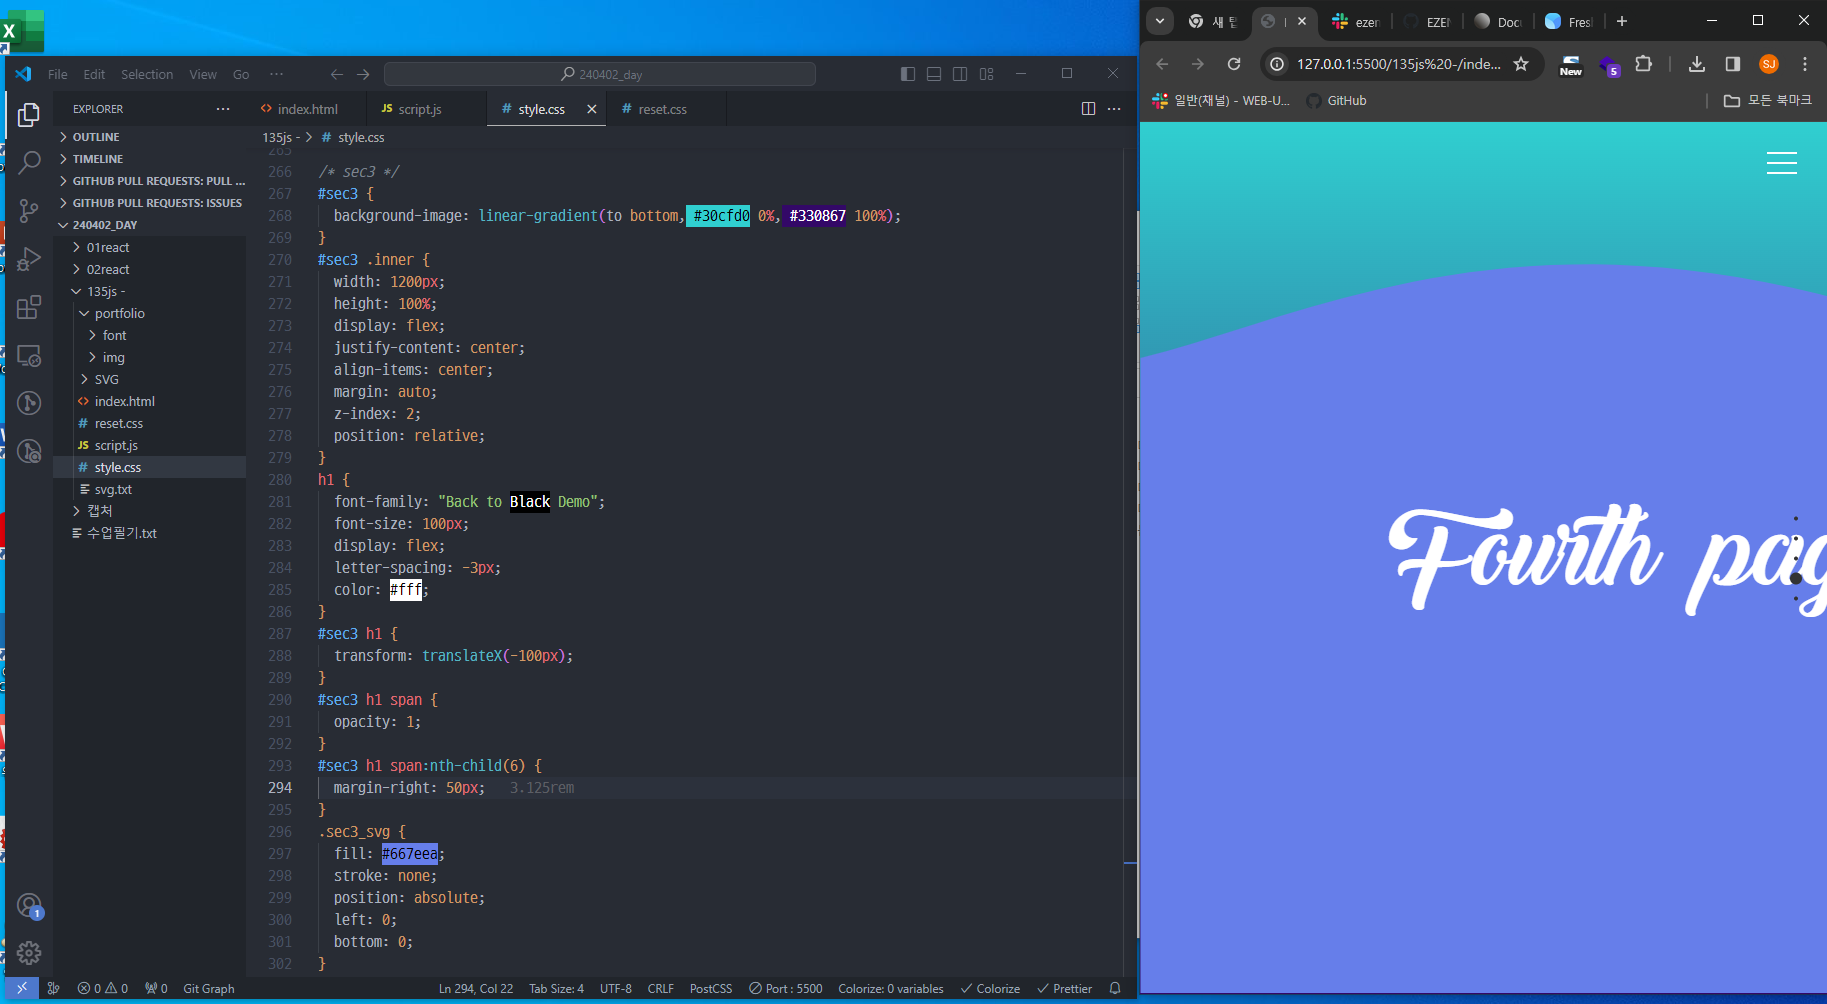 File Edit Selection View Go ··· 240402_day
EXPLORER ···
OUTLINE
TIMELINE
GITHUB PULL REQUESTS: PULL ...
GITHUB PULL REQUESTS: ISSUES
240402_DAY
01react
02react
135js -
portfolio
font
img
SVG
<> index.html
# reset.css
JS script.js
# style.css
svg.txt
캡처
수업필기.txt
1
<> index.html JS script.js # style.css # reset.css
135js - > # style.css
265
266 /* sec3 */
267 #sec3 {
268 background-image: linear-gradient(to bottom, #30cfd0 0%, #330867 100%);
269 }
270 #sec3 .inner {
271 width: 1200px;
272 height: 100%;
273 display: flex;
274 justify-content: center;
275 align-items: center;
276 margin: auto;
277 z-index: 2;
278 position: relative;
279 }
280 h1 {
281 font-family: "Back to Black Demo";
282 font-size: 100px;
283 display: flex;
284 letter-spacing: -3px;
285 color: #fff;
286 }
287 #sec3 h1 {
288 transform: translateX(-100px);
289 }
290 #sec3 h1 span {
291 opacity: 1;
292 }
293 #sec3 h1 span:nth-child(6) {
294 margin-right: 50px; 3.125rem
295 }
296 .sec3_svg {
297 fill: #667eea;
298 stroke: none;
299 position: absolute;
300 left: 0;
301 bottom: 0;
302 }
0 0 0 Git Graph Ln 294, Col 22 Tab Size: 4 UTF-8 CRLF PostCSS Port : 5500 Colorize: 0 variables Colorize Prettier
새 탭 ezen EZEN Docu Fresh
127.0.0.1:5500/135js%20-/inde... New 5 SJ
일반(채널) - WEB-U... GitHub 모든 북마크
Fourth pag